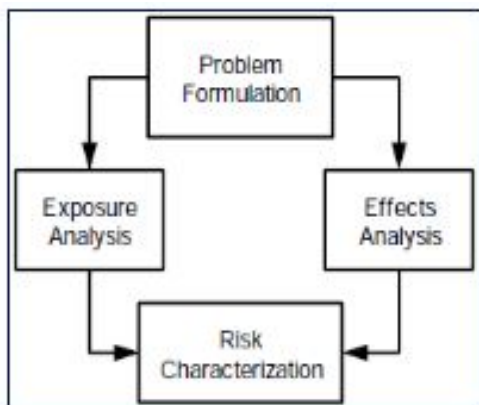 Problem
Formulation
Exposure
Analysis
Effects
Analysis
Risk
Characterization